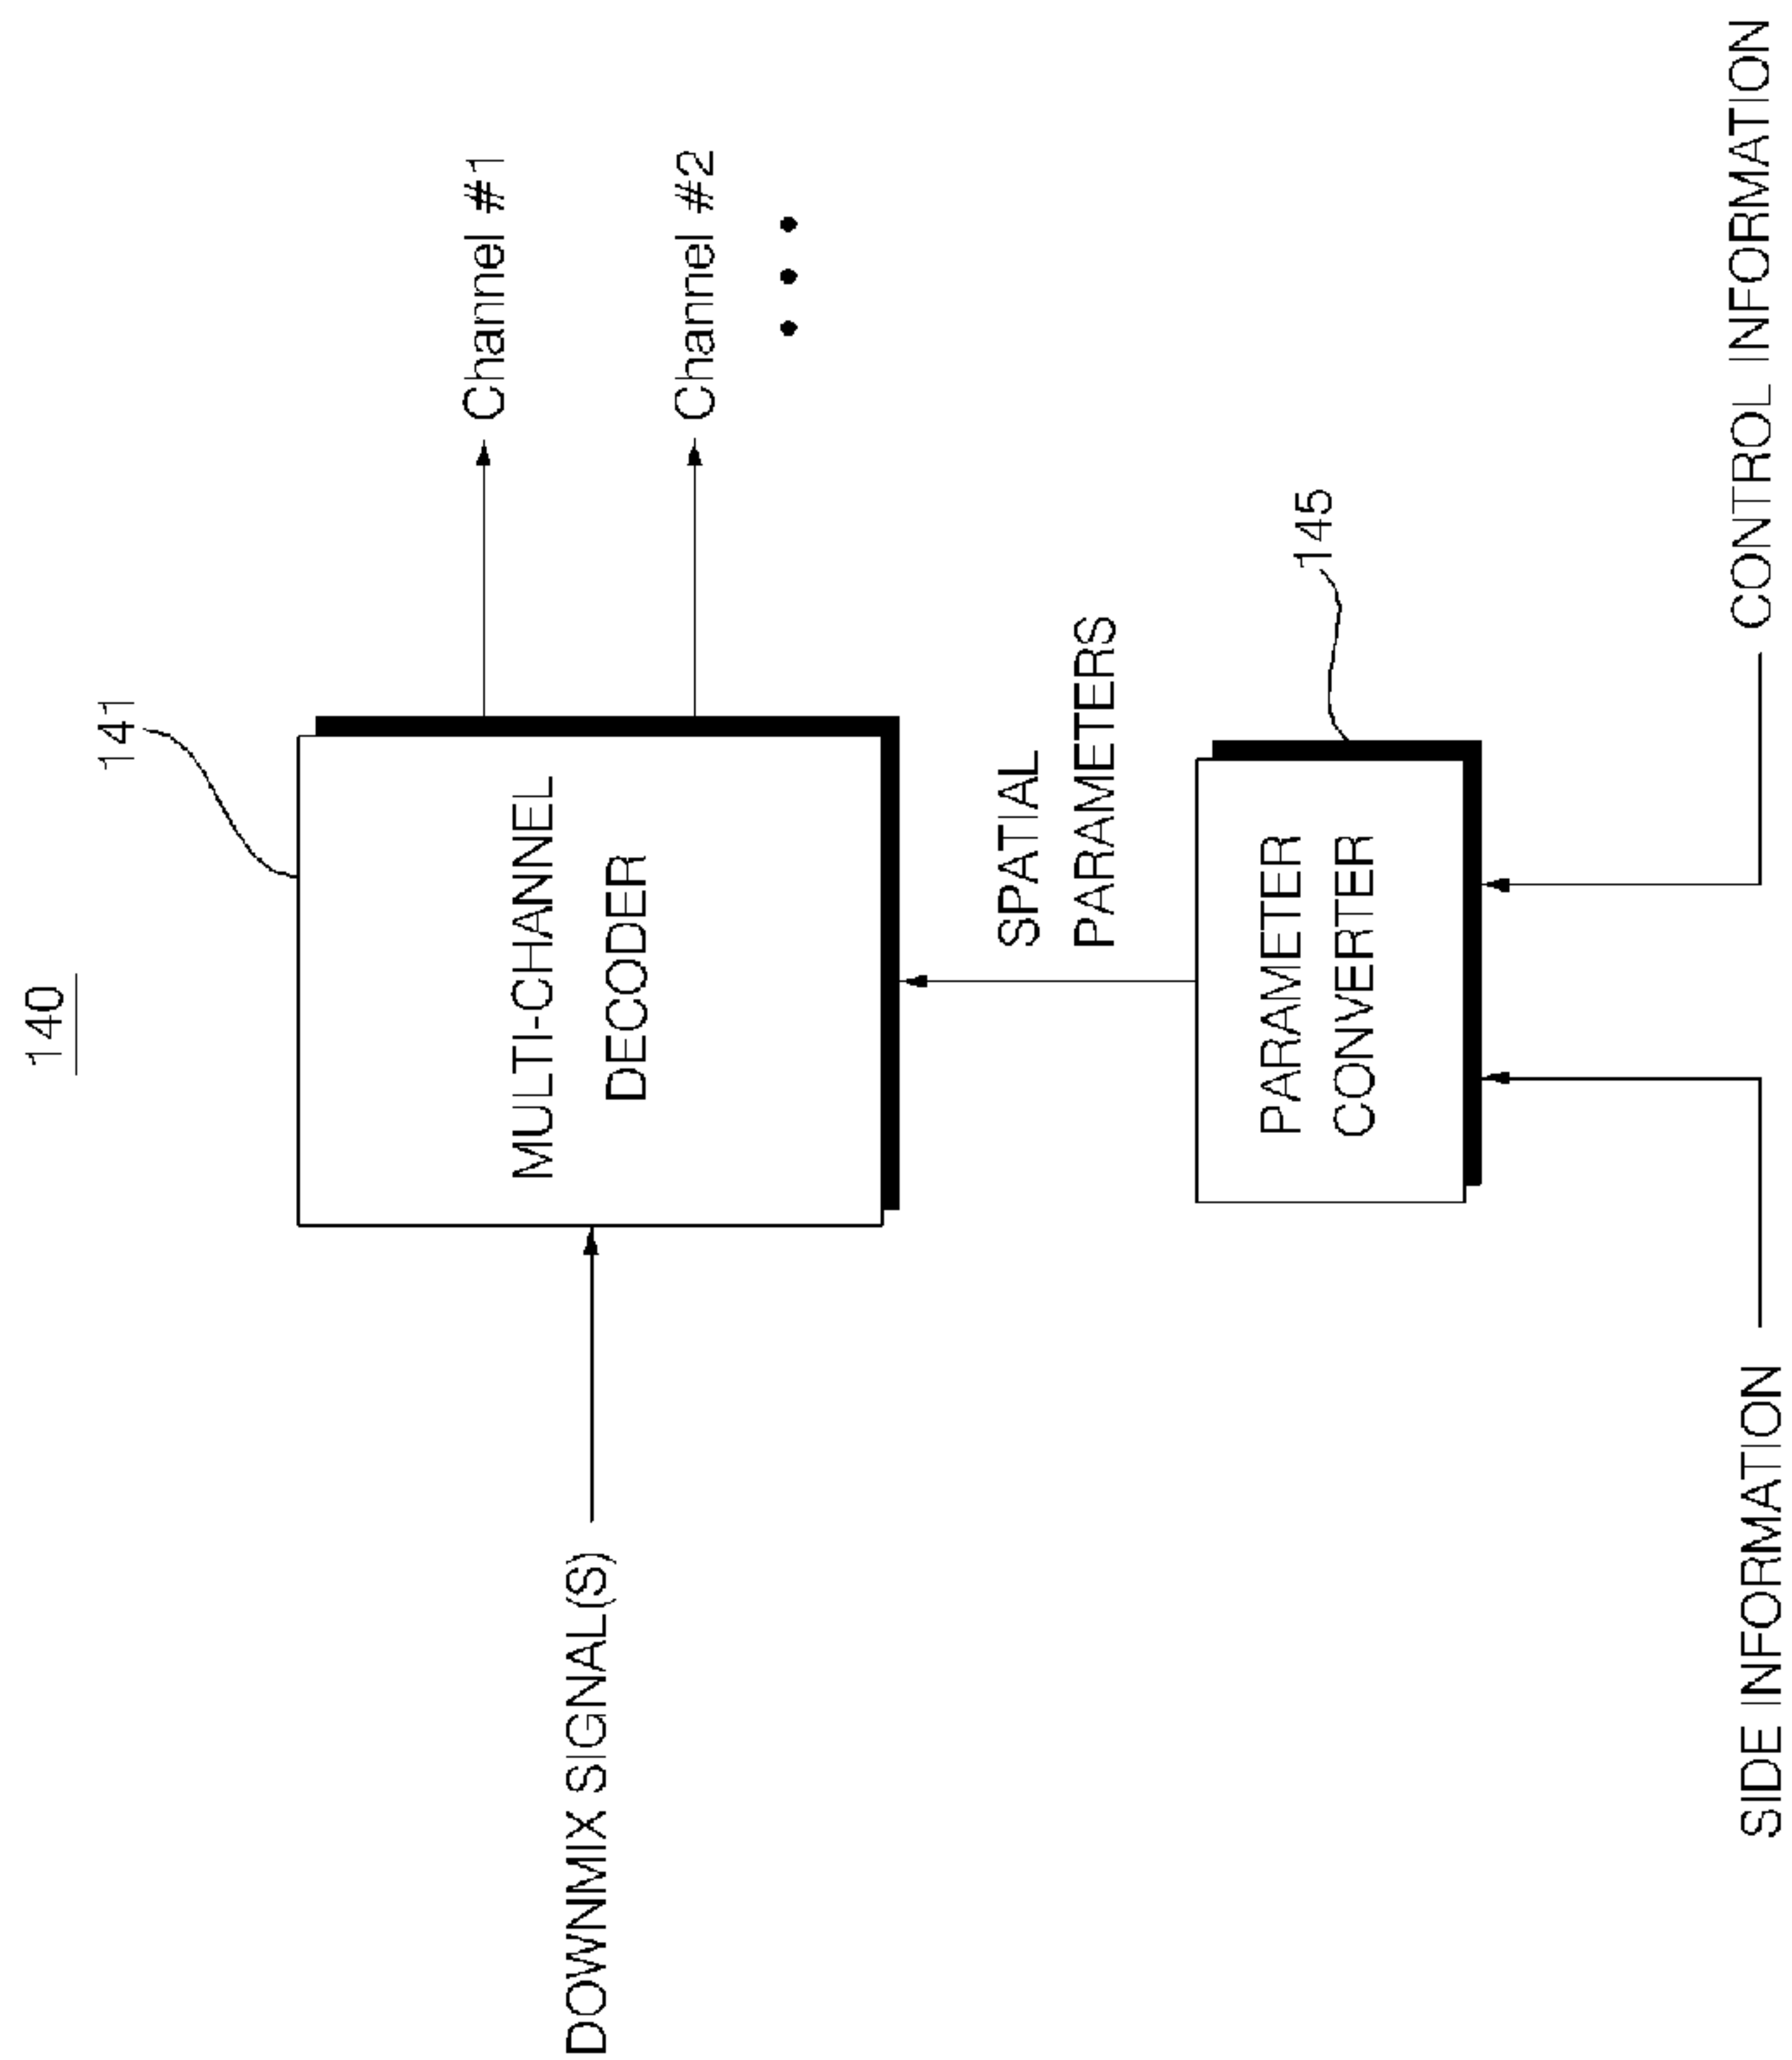 140
141
MULTI-CHANNEL
DECODER
Channel #1
Channel #2
DOWNMIX SIGNAL(S)
SPATIAL
PARAMETERS
145
PARAMETER
CONVERTER
SIDE INFORMATION
CONTROL INFORMATION